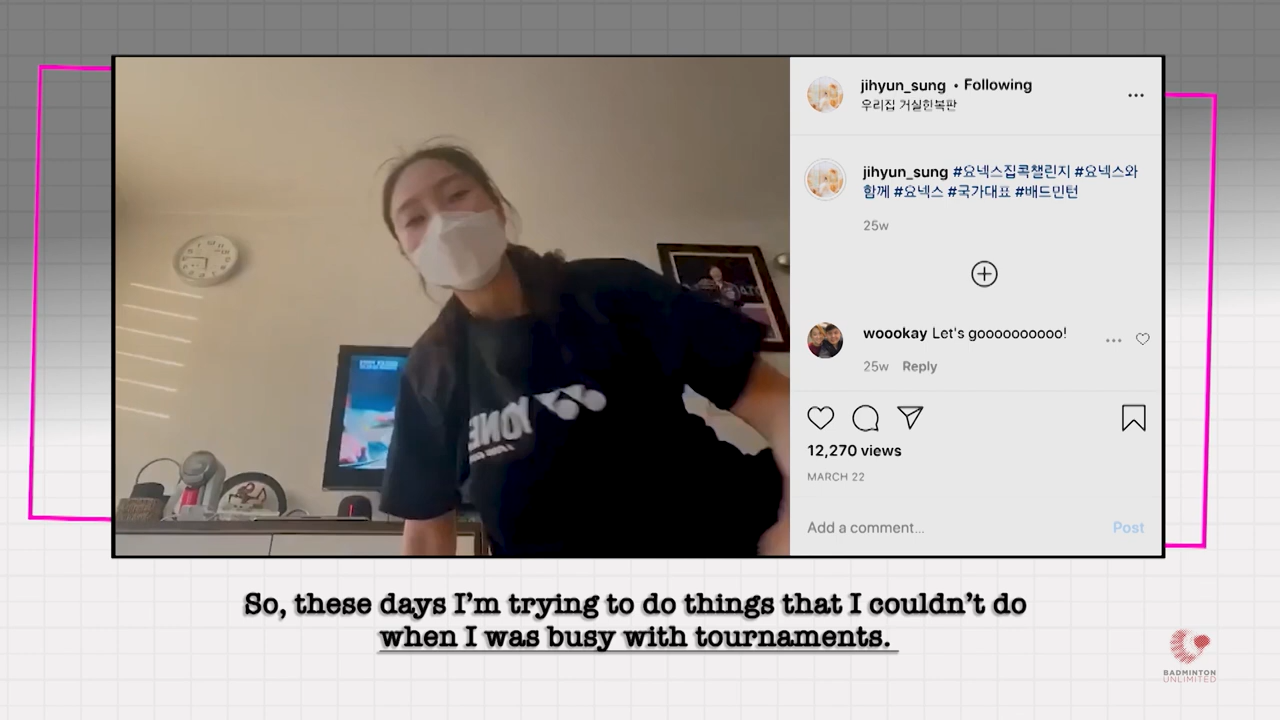 jihyun_sung • Following
우리집 거실한복판
jihyun_sung #요넥스집콕챌린지 #요넥스와
함께 #요넥스 #국가대표 #배드민턴
25w
woookay Let's goooooooooo!
25w Reply
12,270 views
MARCH 22
Add a comment... Post
YONEX
So, these days I'm trying to do things that I couldn't do
when I was busy with tournaments.
BADMINTON
UNLIMITED